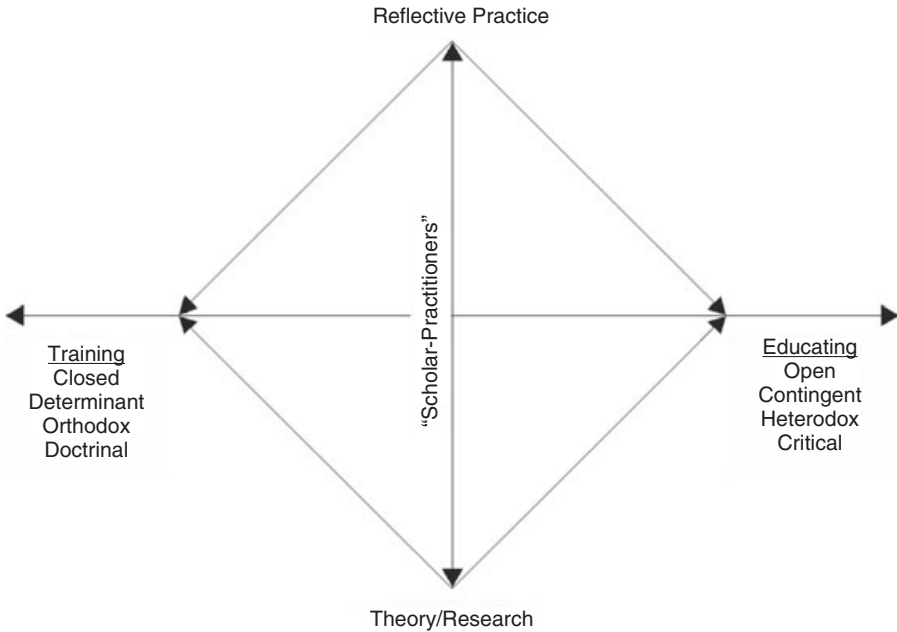 Reflective Practice
“Scholar-Practitioners”
Training
Closed
Determinant
Orthodox
Doctrinal
Educating
Open
Contingent
Heterodox
Critical
Theory/Research